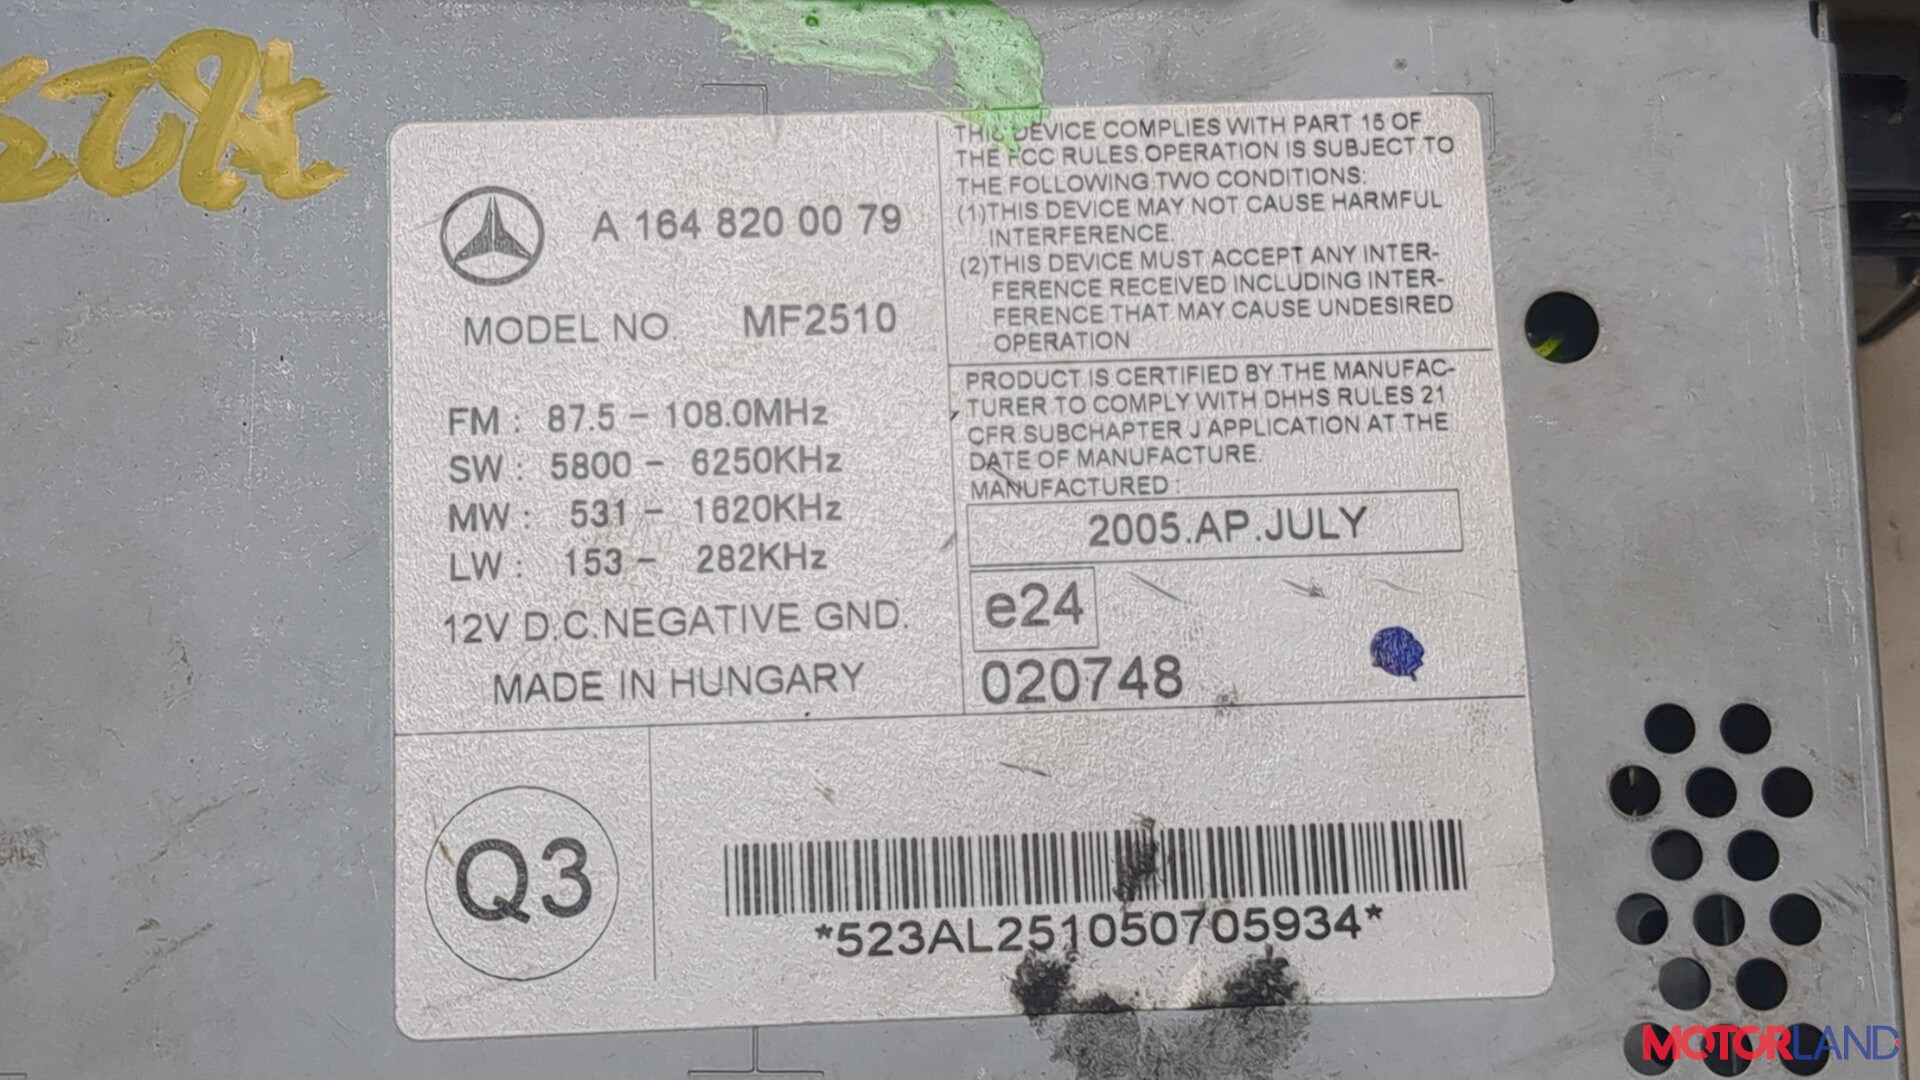 A 164 820 00 79
MODEL NO. MF2510
FM : 87.5 - 108.0MHz
SW : 5800 - 6250KHz
MW : 531 - 1620KHz
LW : 153 - 282KHz
12V D.C.NEGATIVE GND.
MADE IN HUNGARY
THIS DEVICE COMPLIES WITH PART 15 OF
THE FCC RULES.OPERATION IS SUBJECT TO
THE FOLLOWING TWO CONDITIONS:
(1)THIS DEVICE MAY NOT CAUSE HARMFUL
INTERFERENCE.
(2)THIS DEVICE MUST ACCEPT ANY INTER-
FERENCE RECEIVED INCLUDING INTER-
FERENCE THAT MAY CAUSE UNDESIRED
OPERATION
PRODUCT IS CERTIFIED BY THE MANUFAC-
TURER TO COMPLY WITH DHHS RULES 21
CFR SUBCHAPTER J APPLICATION AT THE
DATE OF MANUFACTURE.
MANUFACTURED :
2005.AP.JULY
e24
020748
Q3
*523AL251050705934*
MOTORLAND